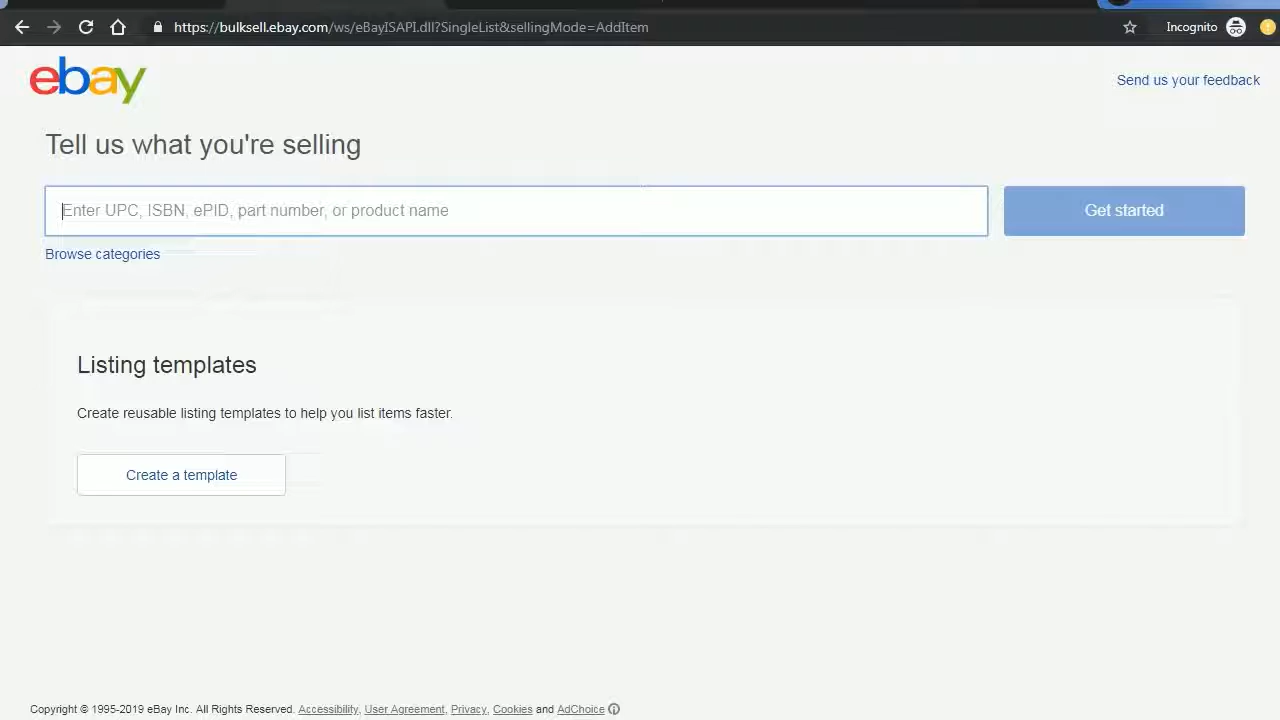 https://bulksell.ebay.com/ws/eBayISAPI.dll?SingleList&sellingMode=AddItem
Incognito
ebay
Send us your feedback
Tell us what you're selling
Enter UPC, ISBN, ePID, part number, or product name
Get started
Browse categories
Listing templates
Create reusable listing templates to help you list items faster.
Create a template
Copyright © 1995-2019 eBay Inc. All Rights Reserved. Accessibility, User Agreement, Privacy, Cookies and AdChoice